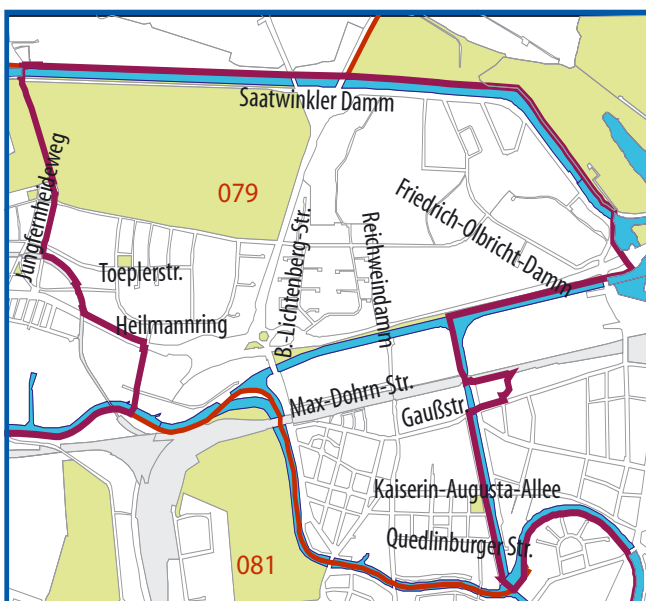 Saatwinkler Damm
Jungfernheideweg
079
Friedrich-Olbricht-Damm
B.-Lichtenberg-Str.
Reichweindamm
Toeplerstr.
Heilmannring
Max-Dohrn-Str.
Gaußstr.
Kaiserin-Augusta-Allee
Quedlinburger Str.
081